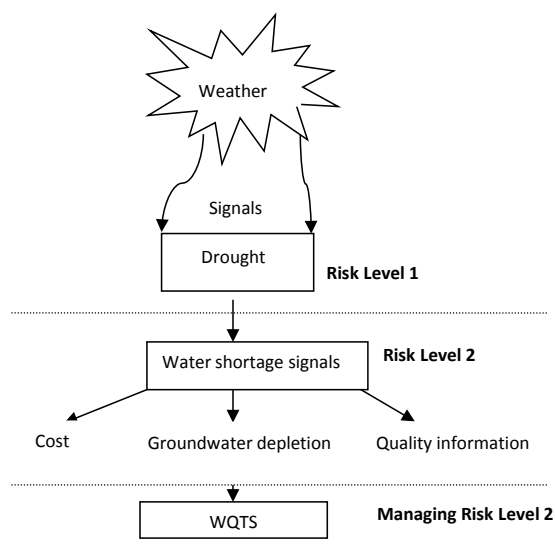 Weather
Signals
Drought
Risk Level 1
Risk Level 2
Water shortage signals
Cost
Groundwater depletion
Quality information
Managing Risk Level 2
WQTS